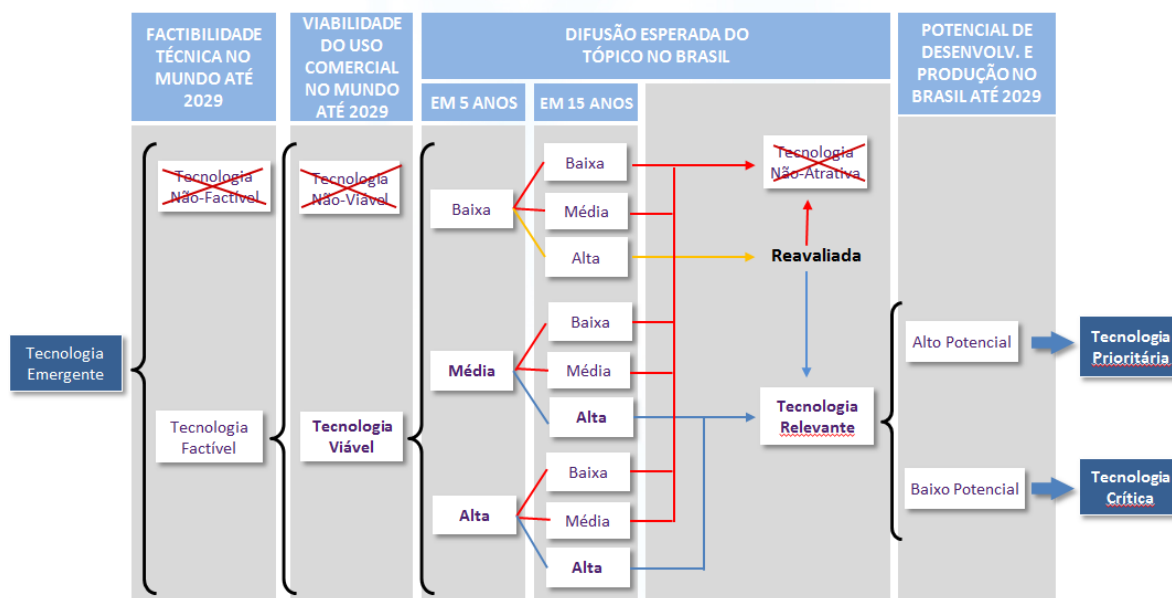 FACTIBILIDADE
TÉCNICA NO
MUNDO ATÉ
2029
VIABILIDADE
DO USO
COMERCIAL
NO MUNDO
ATÉ 2029
DIFUSÃO ESPERADA DO
TÓPICO NO BRASIL
EM 5 ANOS
EM 15 ANOS
POTENCIAL DE
DESENVOLV. E
PRODUÇÃO NO
BRASIL ATÉ 2029
Tecnologia
Emergente
Tecnologia
Não-Factível
Tecnologia
Factível
Tecnologia
Não-Viável
Tecnologia
Viável
Baixa
Baixa
Média
Alta
Média
Baixa
Média
Alta
Alta
Baixa
Média
Alta
Tecnologia
Não-Atrativa
Reavaliada
Tecnologia
Relevante
Alto Potencial
Tecnologia
Prioritária
Baixo Potencial
Tecnologia
Crítica